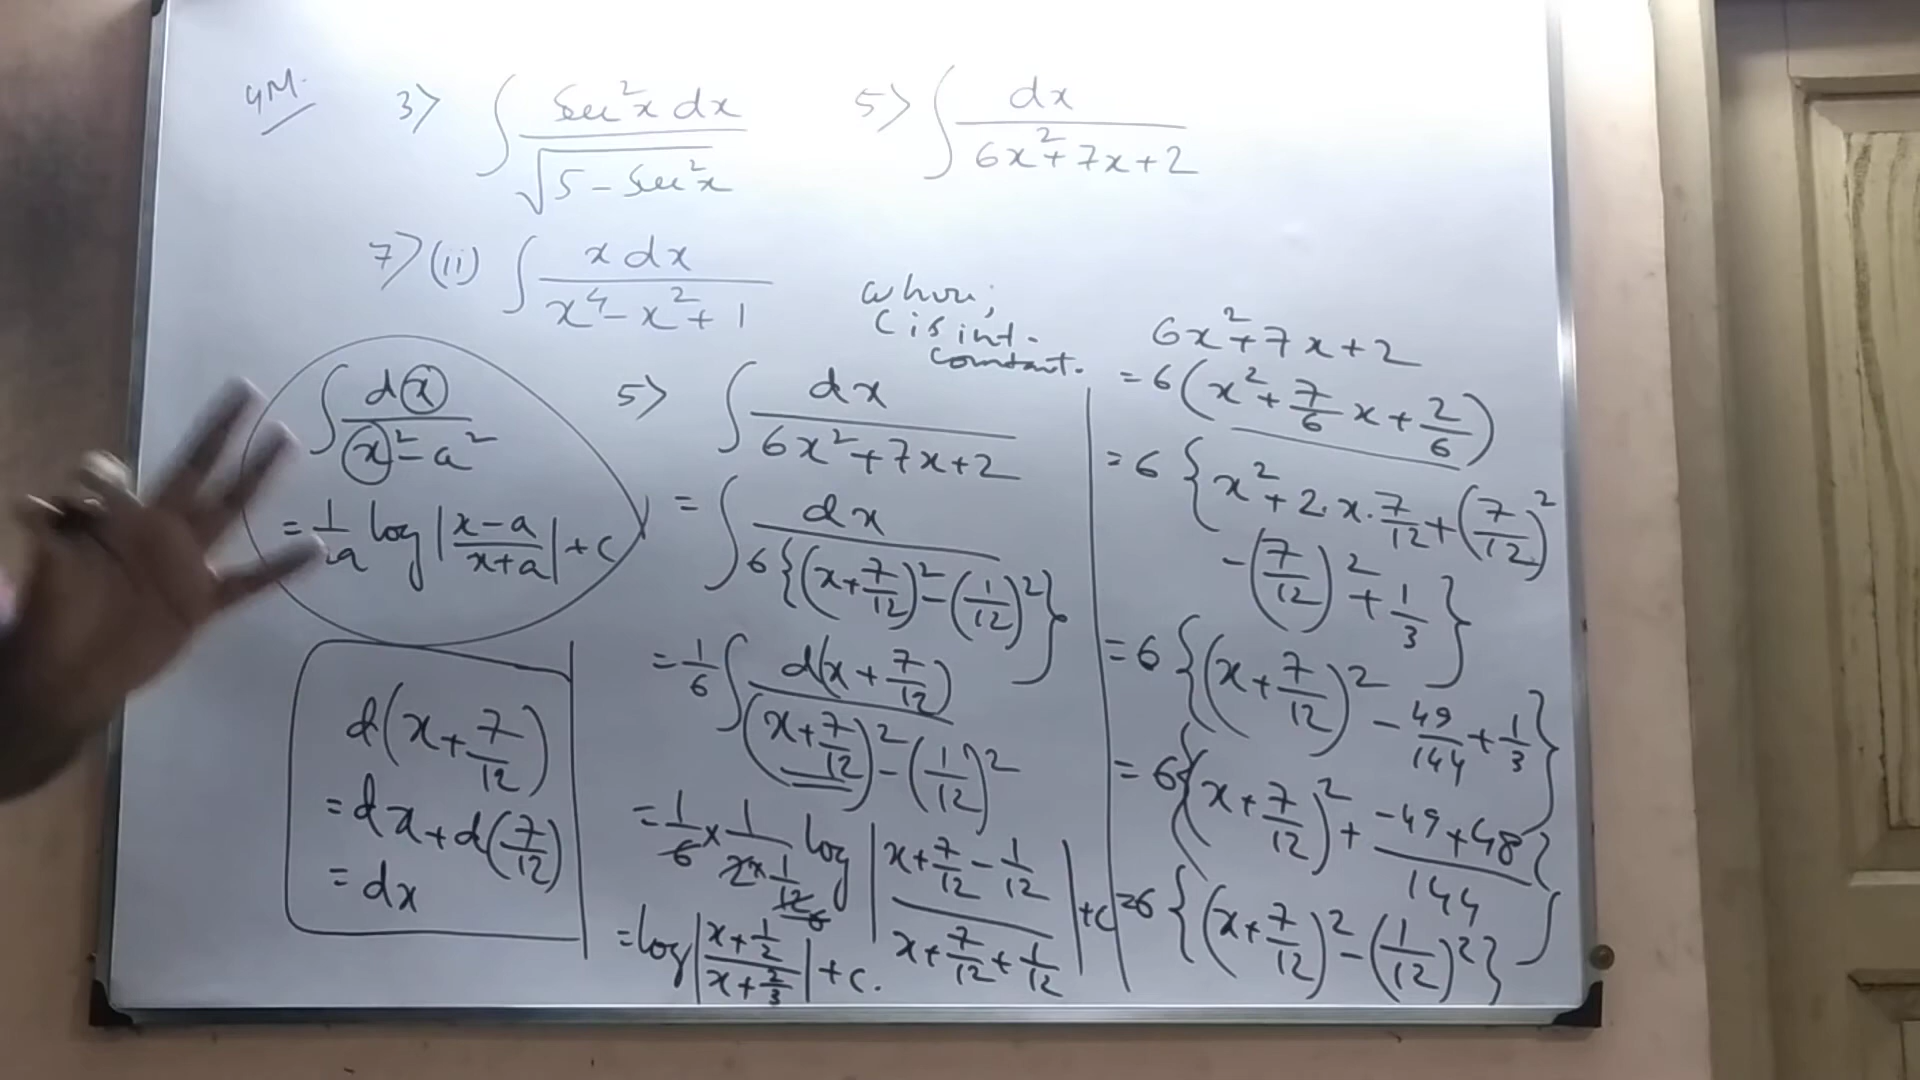 4M.
3> ∫ Sec²x dx / √(5 - Sec²x)
5> ∫ dx / (6x² + 7x + 2)
7> (ii) ∫ x dx / (x⁴ - x² + 1)
∫ d(x) / (x² - a²)
= 1/2a log |(x-a)/(x+a)| + c
d(x + 7/12)
= dx + d(7/12)
= dx
where,
C is int.
constant.
5> ∫ dx / (6x² + 7x + 2)
= ∫ dx / 6{(x + 7/12)² - (1/12)²}
= 1/6 ∫ d(x + 7/12) / ((x + 7/12)² - (1/12)²)
= 1/6 × 1/(2 × 1/12) log |(x + 7/12 - 1/12) / (x + 7/12 + 1/12)| + c
= log |(x + 1/2) / (x + 2/3)| + c.
6x² + 7x + 2
= 6(x² + 7/6 x + 2/6)
= 6{x² + 2·x·7/12 + (7/12)²
- (7/12)² + 1/3}
= 6{(x + 7/12)² - 49/144 + 1/3}
= 6{(x + 7/12)² + (-49+48)/144}
= 6{(x + 7/12)² - (1/12)²}